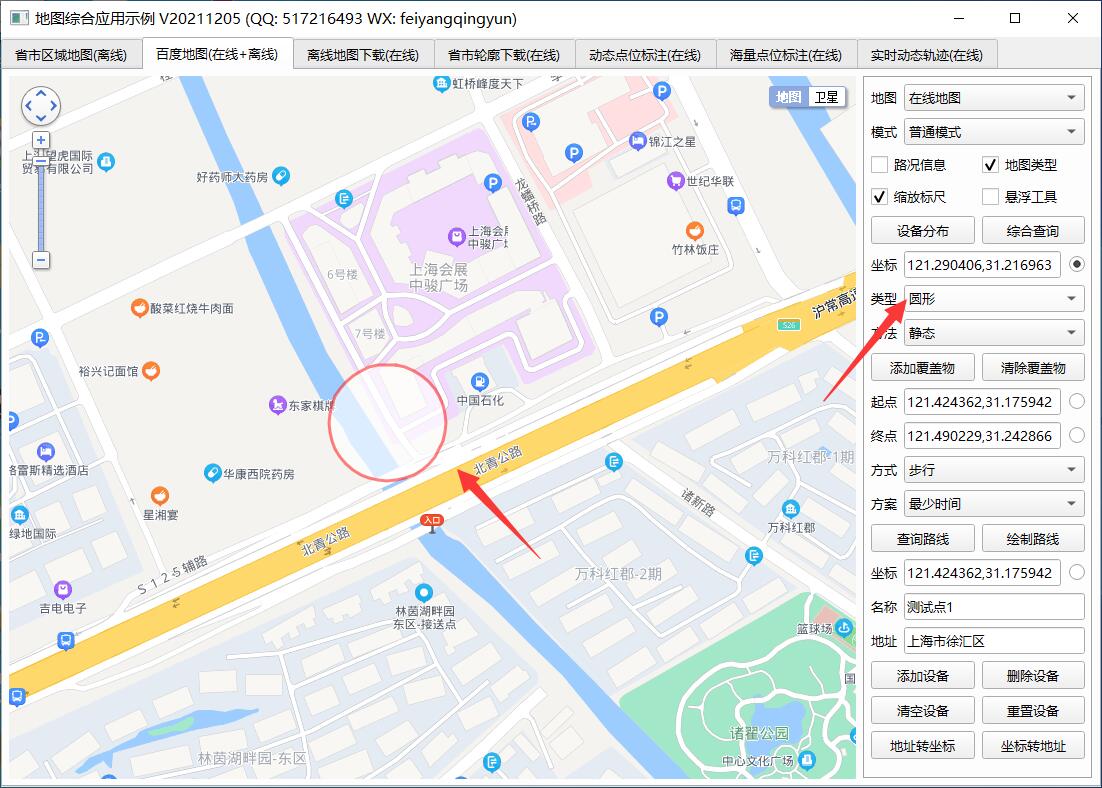 地图综合应用示例 V20211205 (QQ: 517216493 WX: feiyangqingyun)
省市区域地图(离线)
百度地图(在线+离线)
离线地图下载(在线)
省市轮廓下载(在线)
动态点位标注(在线)
海量点位标注(在线)
实时动态轨迹(在线)
虹桥峰度天下
地图
卫星
锦江之星
上海望虎国际
贸易有限公司
好药师大药房
世纪华联
龙蟠桥路
上海会展
中骏广场
竹林饭庄
上海会展
中骏广场
6号楼
酸菜红烧牛肉面
沪常高速
S26
7号楼
裕兴记面馆
中国石化
东家棋牌
北青公路
万科红郡-1期
格雷斯精选酒店
华康西院药房
诸新路
星湘宴
绿地国际
入口
万科红郡
北青公路
S125辅路
万科红郡-2期
吉电电子
林茵湖畔园
东区-接送点
篮球场
国
诸翟公园
林茵湖畔园-东区
中心文化广场
地图 在线地图
模式 普通模式
路况信息 地图类型
缩放标尺 悬浮工具
设备分布 综合查询
坐标 121.290406,31.216963
类型 圆形
方法 静态
添加覆盖物 清除覆盖物
起点 121.424362,31.175942
终点 121.490229,31.242866
方式 步行
方案 最少时间
查询路线 绘制路线
坐标 121.424362,31.175942
名称 测试点1
地址 上海市徐汇区
添加设备 删除设备
清空设备 重置设备
地址转坐标 坐标转地址